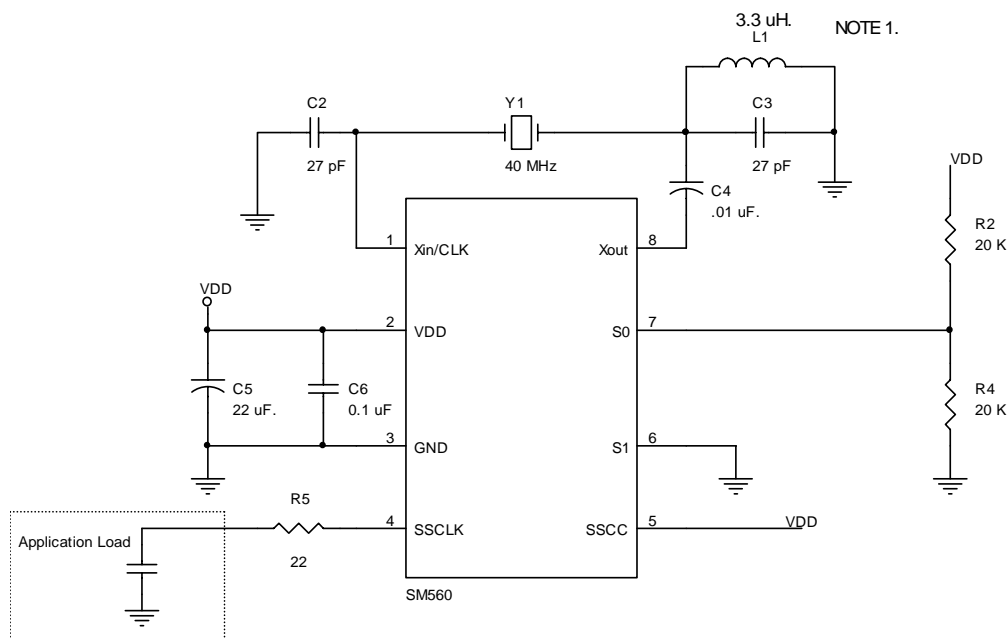 3.3 uH.
L1
NOTE 1.
C2
27 pF
Y1
40 MHz
C3
27 pF
C4
.01 uF.
VDD
R2
20 K
1
Xin/CLK
Xout
8
VDD
2
VDD
S0
7
C5
22 uF.
C6
0.1 uF
R4
20 K
3
GND
S1
6
R5
22
4
SSCLK
SSCC
5
VDD
Application Load
SM560